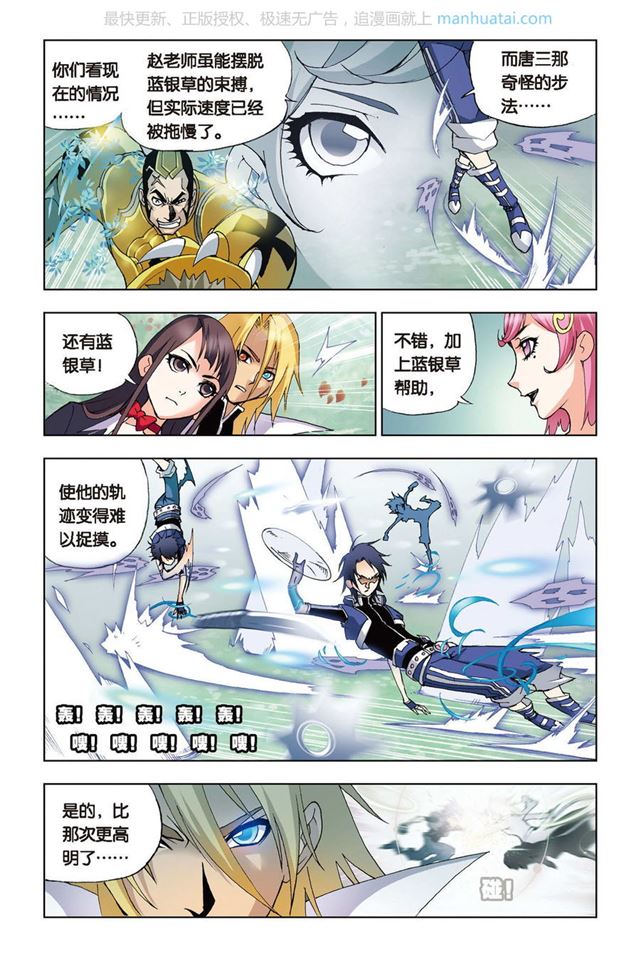 最快更新、正版授权、极速无广告，追漫画就上 manhuatai.com
你们看现
在的情况
……
赵老师虽能摆脱
蓝银草的束搏，
但实际速度已经
被拖慢了。
而唐三那
奇怪的步
法……
还有蓝
银草！
不错，加
上蓝银草
帮助，
使他的轨
迹变得难
以捉摸。
轰！轰！轰！轰！轰！
嗖！嗖！嗖！嗖！嗖！
是的，比
那次更高
明了……
碰！